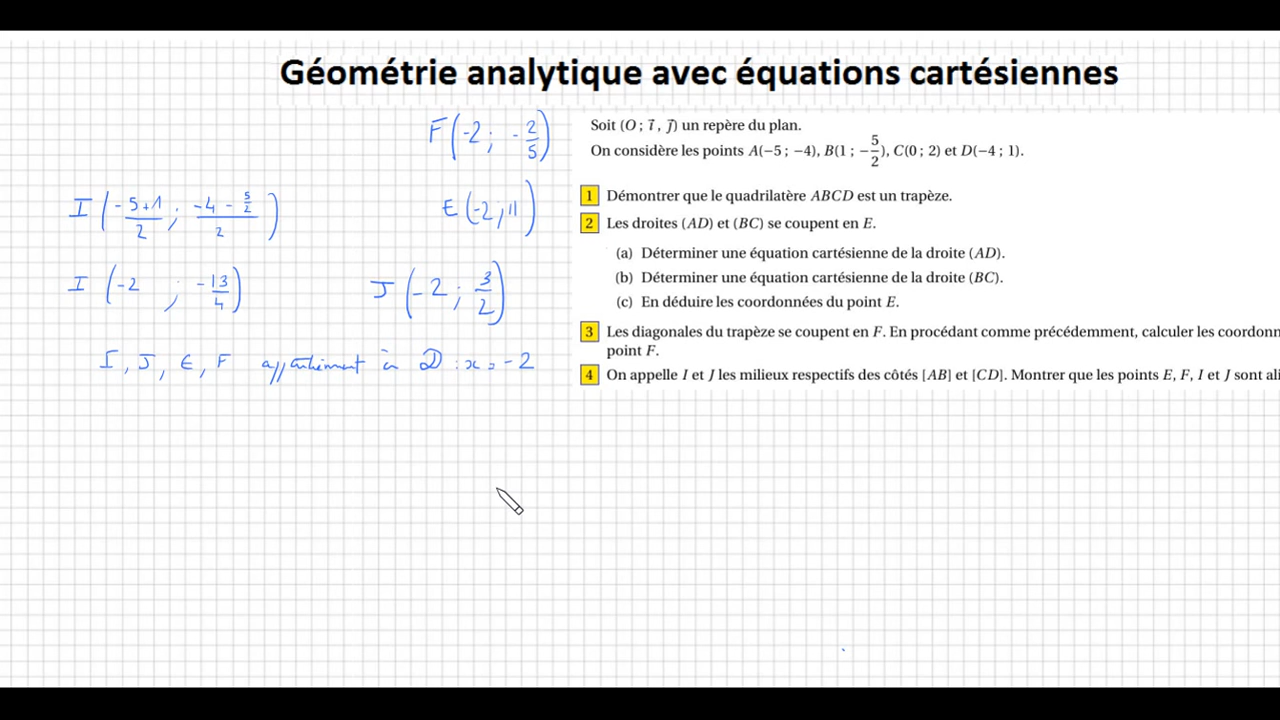 Géométrie analytique avec équations cartésiennes
F(-2 ; -2/5)
E(-2 ; 11)
I(-5+1/2 ; -4-5/2/2)
I(-2 ; -13/4)
J(-2 ; 3/2)
I, J, E, F appartiennent à D : x = -2
Soit (O ; i⃗ , j⃗) un repère du plan.
On considère les points A(−5 ; −4), B(1 ; −5/2), C(0 ; 2) et D(−4 ; 1).
1 Démontrer que le quadrilatère ABCD est un trapèze.
2 Les droites (AD) et (BC) se coupent en E.
(a) Déterminer une équation cartésienne de la droite (AD).
(b) Déterminer une équation cartésienne de la droite (BC).
(c) En déduire les coordonnées du point E.
3 Les diagonales du trapèze se coupent en F. En procédant comme précédemment, calculer les coordonn
point F.
4 On appelle I et J les milieux respectifs des côtés [AB] et [CD]. Montrer que les points E, F, I et J sont ali